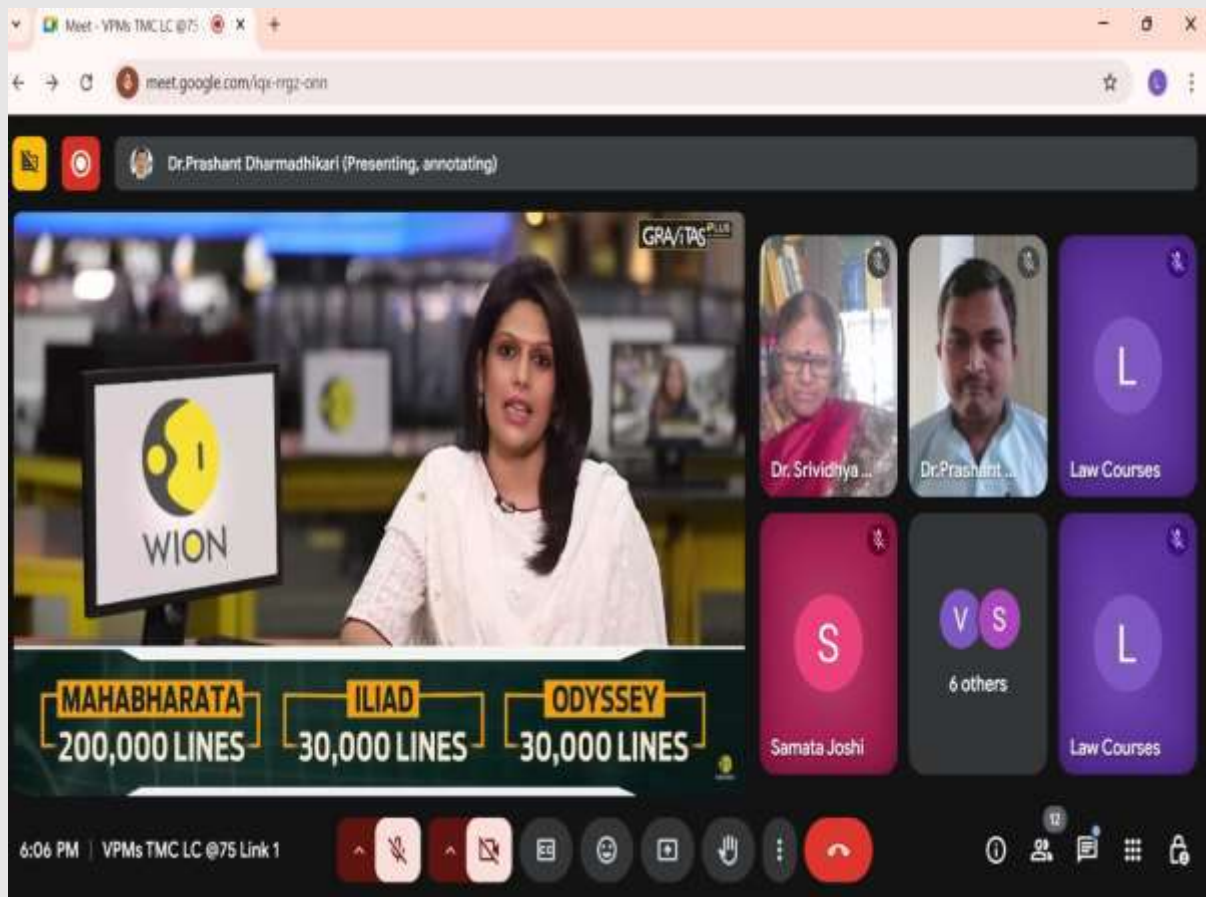 Meet - VPMs TMC LC @75
meet.google.com/iqx-rrgz-onn
Dr.Prashant Dharmadhikari (Presenting, annotating)
GRAVITAS PLUS
WION
MAHABHARATA
200,000 LINES
ILIAD
30,000 LINES
ODYSSEY
30,000 LINES
Dr. Srividhya ...
Dr.Prashant ...
L
Law Courses
S
Samata Joshi
V S
6 others
L
Law Courses
6:06 PM | VPMs TMC LC @75 Link 1
CC
12